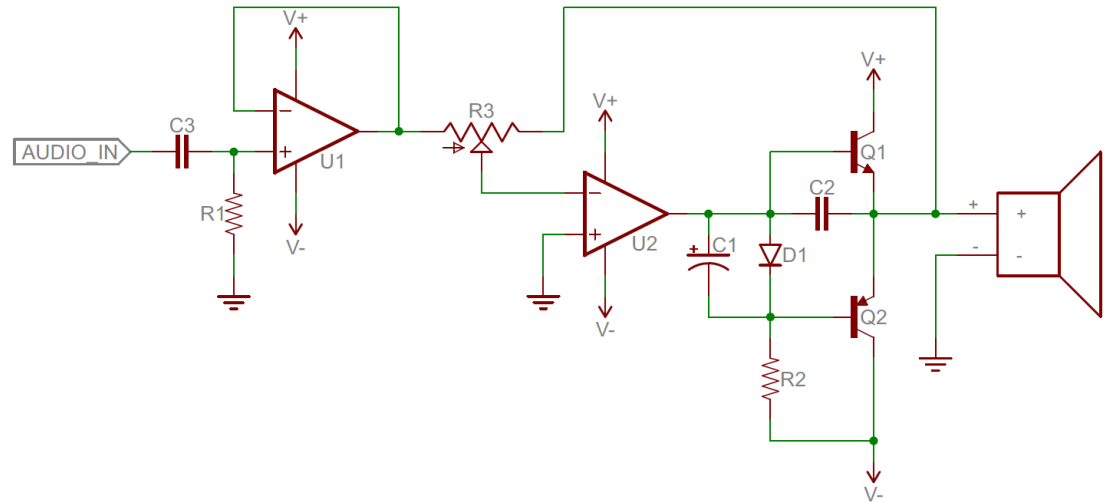 V+
C3
AUDIO_IN
R1
−
+
U1
V-
R3
V+
−
+
U2
V-
C1
+
D1
C2
R2
V+
Q1
Q2
V-
+
-
+
-